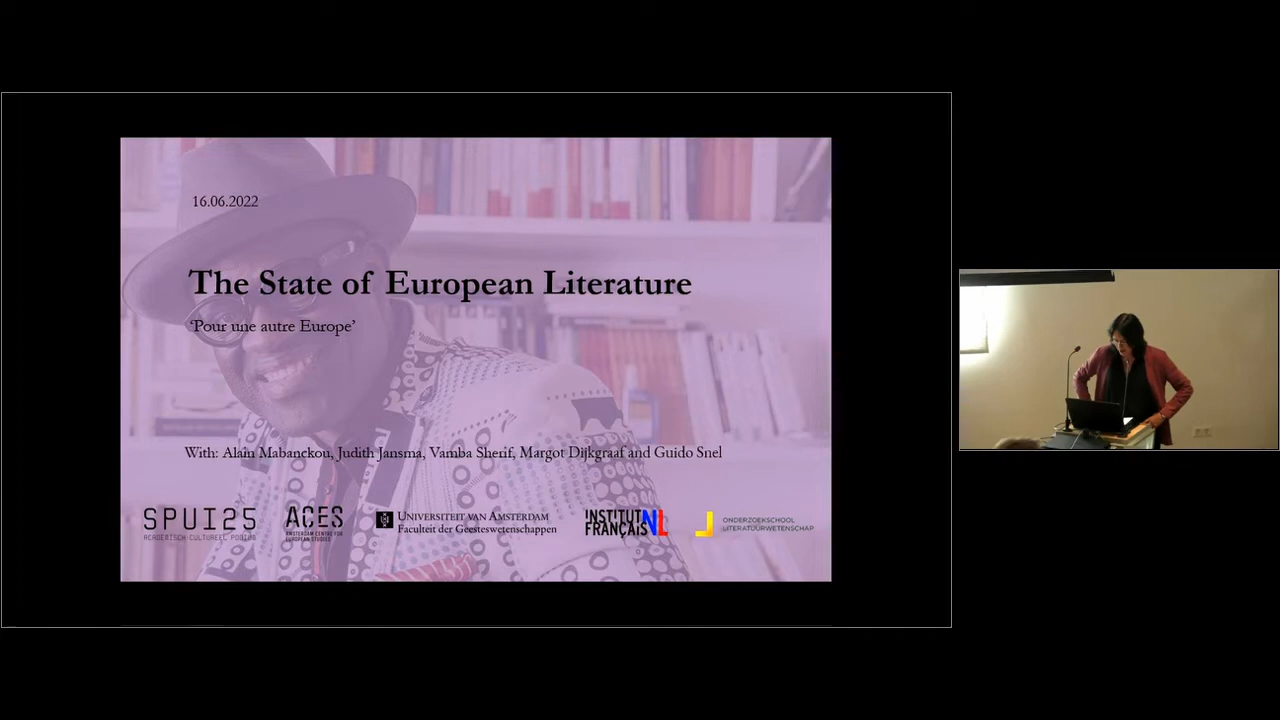 16.06.2022
The State of European Literature
‘Pour une autre Europe’
With: Alain Mabanckou, Judith Jansma, Vamba Sherif, Margot Dijkgraaf and Guido Snel
SPUI25
ACADEMISCH-CULTUREEL PODIUM
ACES
AMSTERDAM CENTRE FOR
EUROPEAN STUDIES
UNIVERSITEIT VAN AMSTERDAM
Faculteit der Geesteswetenschappen
INSTITUT
FRANÇAIS NL
ONDERZOEKSCHOOL
LITERATUURWETENSCHAP